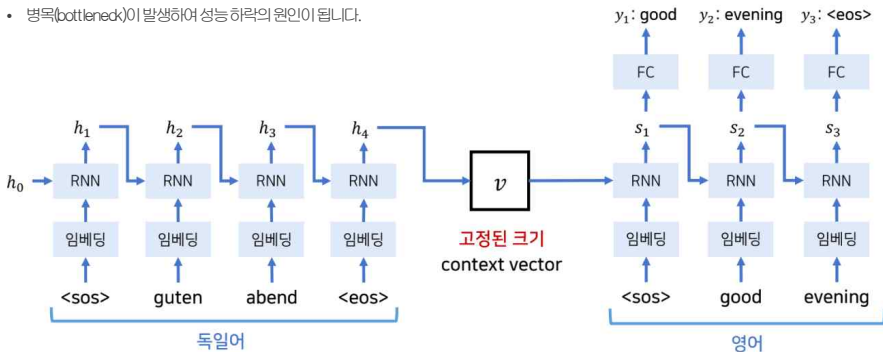 • 병목(bottleneck)이 발생하여 성능 하락의 원인이 됩니다.
y₁: good y₂: evening y₃: <eos>
FC FC FC
h₁ h₂ h₃ h₄ s₁ s₂ s₃
h₀ RNN RNN RNN RNN v RNN RNN RNN
임베딩 임베딩 임베딩 임베딩 고정된 크기 임베딩 임베딩 임베딩
context vector
<sos> guten abend <eos> <sos> good evening
독일어 영어